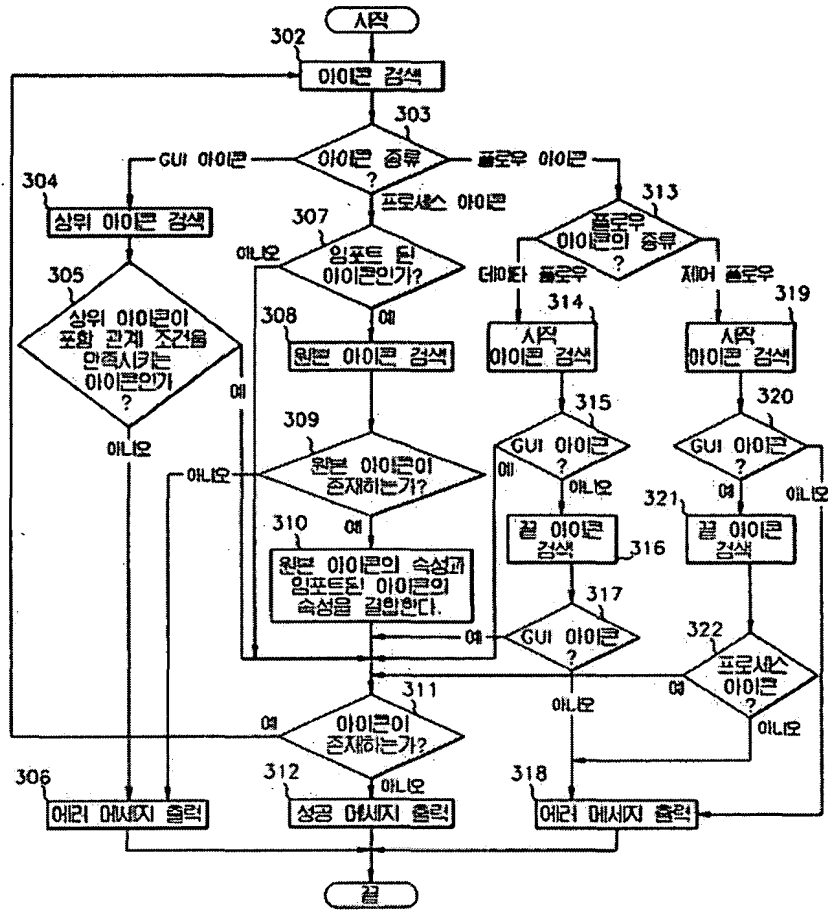 시작
302
아이콘 검색
303
아이콘 종류
?
GUI 아이콘
플로우 아이콘
프로세스 아이콘
304
상위 아이콘 검색
305
상위 아이콘이
포함 관계 조건을
만족시키는
아이콘인가
?
예
아니오
307
임포트 된
아이콘인가?
아니오
예
308
원본 아이콘 검색
309
원본 아이콘이
존재하는가?
아니오
예
310
원본 아이콘의 속성과
임포트된 아이콘의
속성을 결합한다.
313
플로우
아이콘의 종류
?
데이타 플로우
제어 플로우
314
시작
아이콘 검색
315
GUI 아이콘
?
예
아니오
끝 아이콘
검색
316
317
GUI 아이콘
?
예
아니오
319
시작
아이콘 검색
320
GUI 아이콘
?
예
아니오
321
끝 아이콘
검색
322
프로세스
아이콘
?
예
아니오
311
아이콘이
존재하는가?
예
아니오
306
에러 메세지 출력
312
성공 메세지 출력
318
에러 메세지 출력
끝